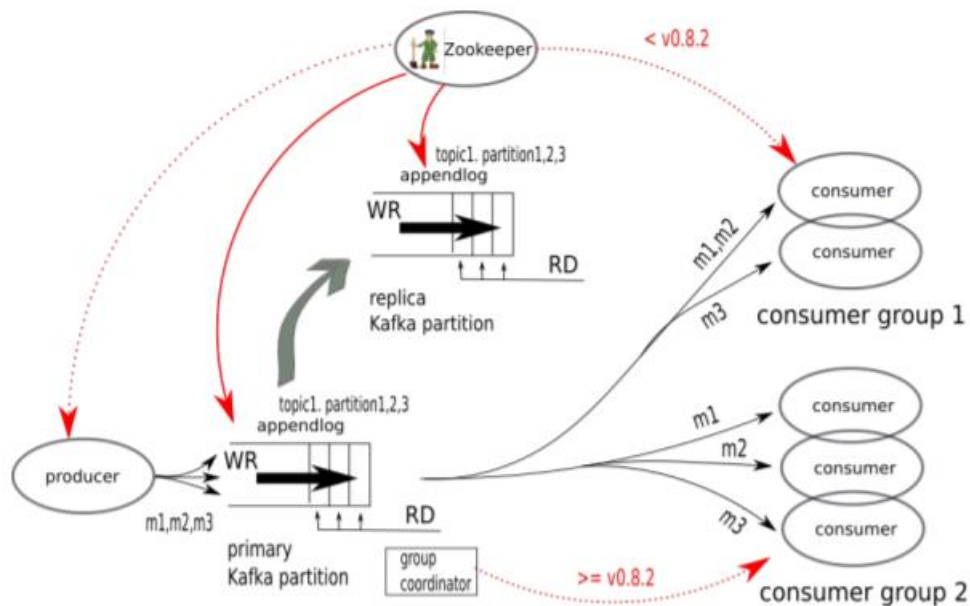 Zookeeper
< v0.8.2
topic1. partition1,2,3
appendlog
WR
RD
replica
Kafka partition
consumer
consumer
m1,m2
m3
consumer group 1
topic1. partition1,2,3
appendlog
producer
m1,m2,m3
WR
RD
primary
Kafka partition
group
coordinator
>= v0.8.2
m1
m2
m3
consumer
consumer
consumer
consumer group 2